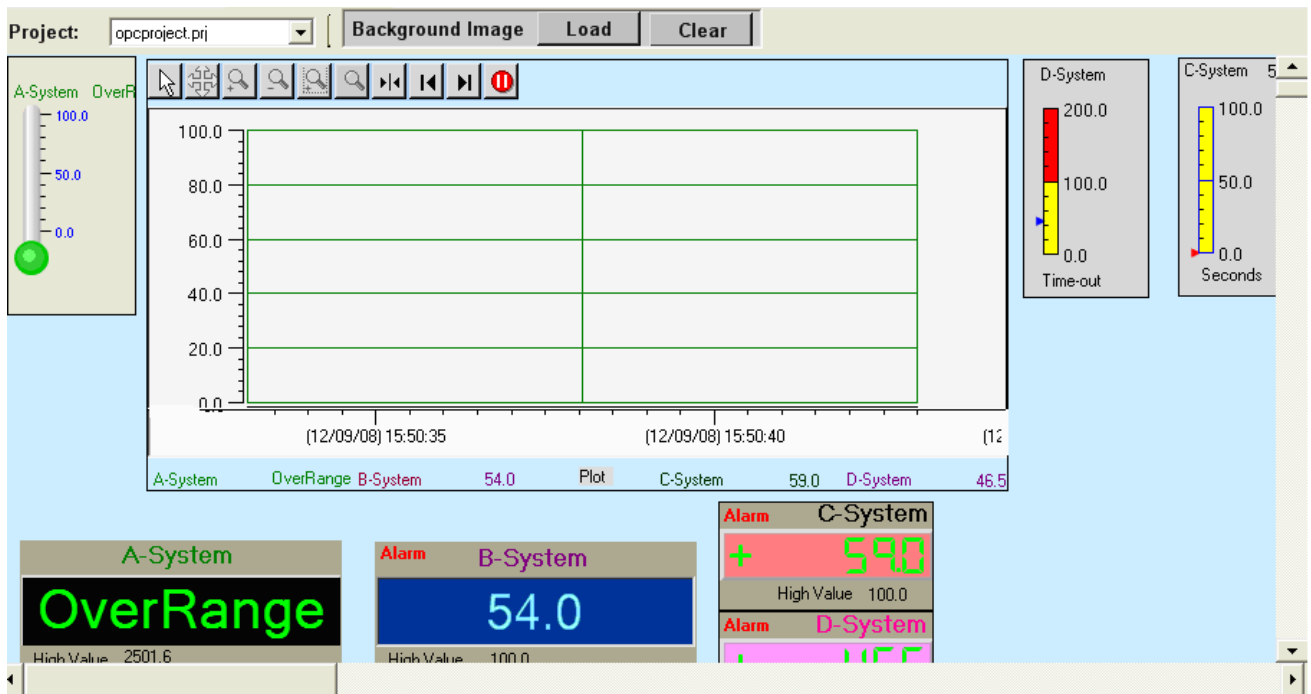 Project: opcproject.prj Background Image Load Clear
A-System OverR
100.0
50.0
0.0
100.0
80.0
60.0
40.0
20.0
0.0
(12/09/08) 15:50:35 (12/09/08) 15:50:40 (12
A-System OverRange B-System 54.0 Plot C-System 59.0 D-System 46.5
D-System
200.0
100.0
0.0
Time-out
C-System 5
100.0
50.0
0.0
Seconds
A-System
OverRange
High Value 2501.6
Alarm B-System
54.0
High Value 100.0
Alarm C-System
+ 59.0
High Value 100.0
Alarm D-System